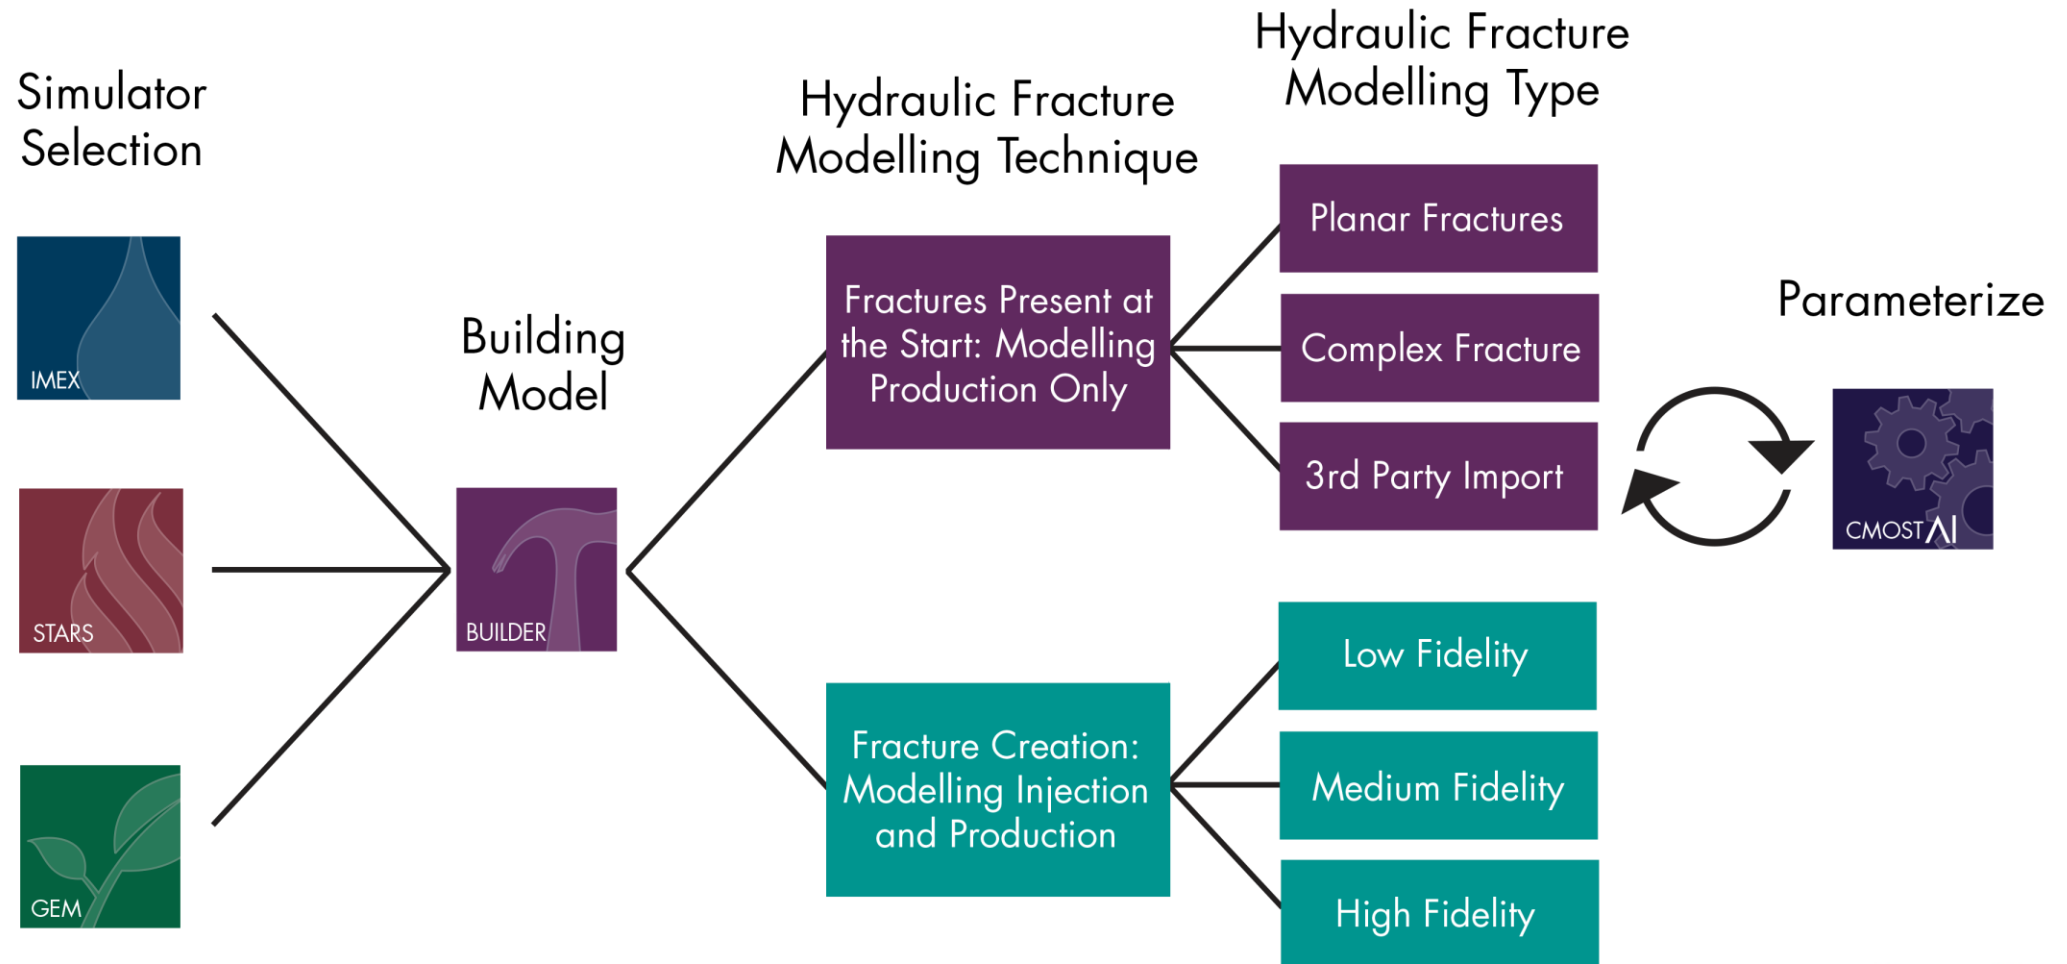 Simulator
Selection
IMEX
STARS
GEM
Building
Model
BUILDER
Hydraulic Fracture
Modelling Technique
Fractures Present at
the Start: Modelling
Production Only
Fracture Creation:
Modelling Injection
and Production
Hydraulic Fracture
Modelling Type
Planar Fractures
Complex Fracture
3rd Party Import
Low Fidelity
Medium Fidelity
High Fidelity
Parameterize
CMOST AI